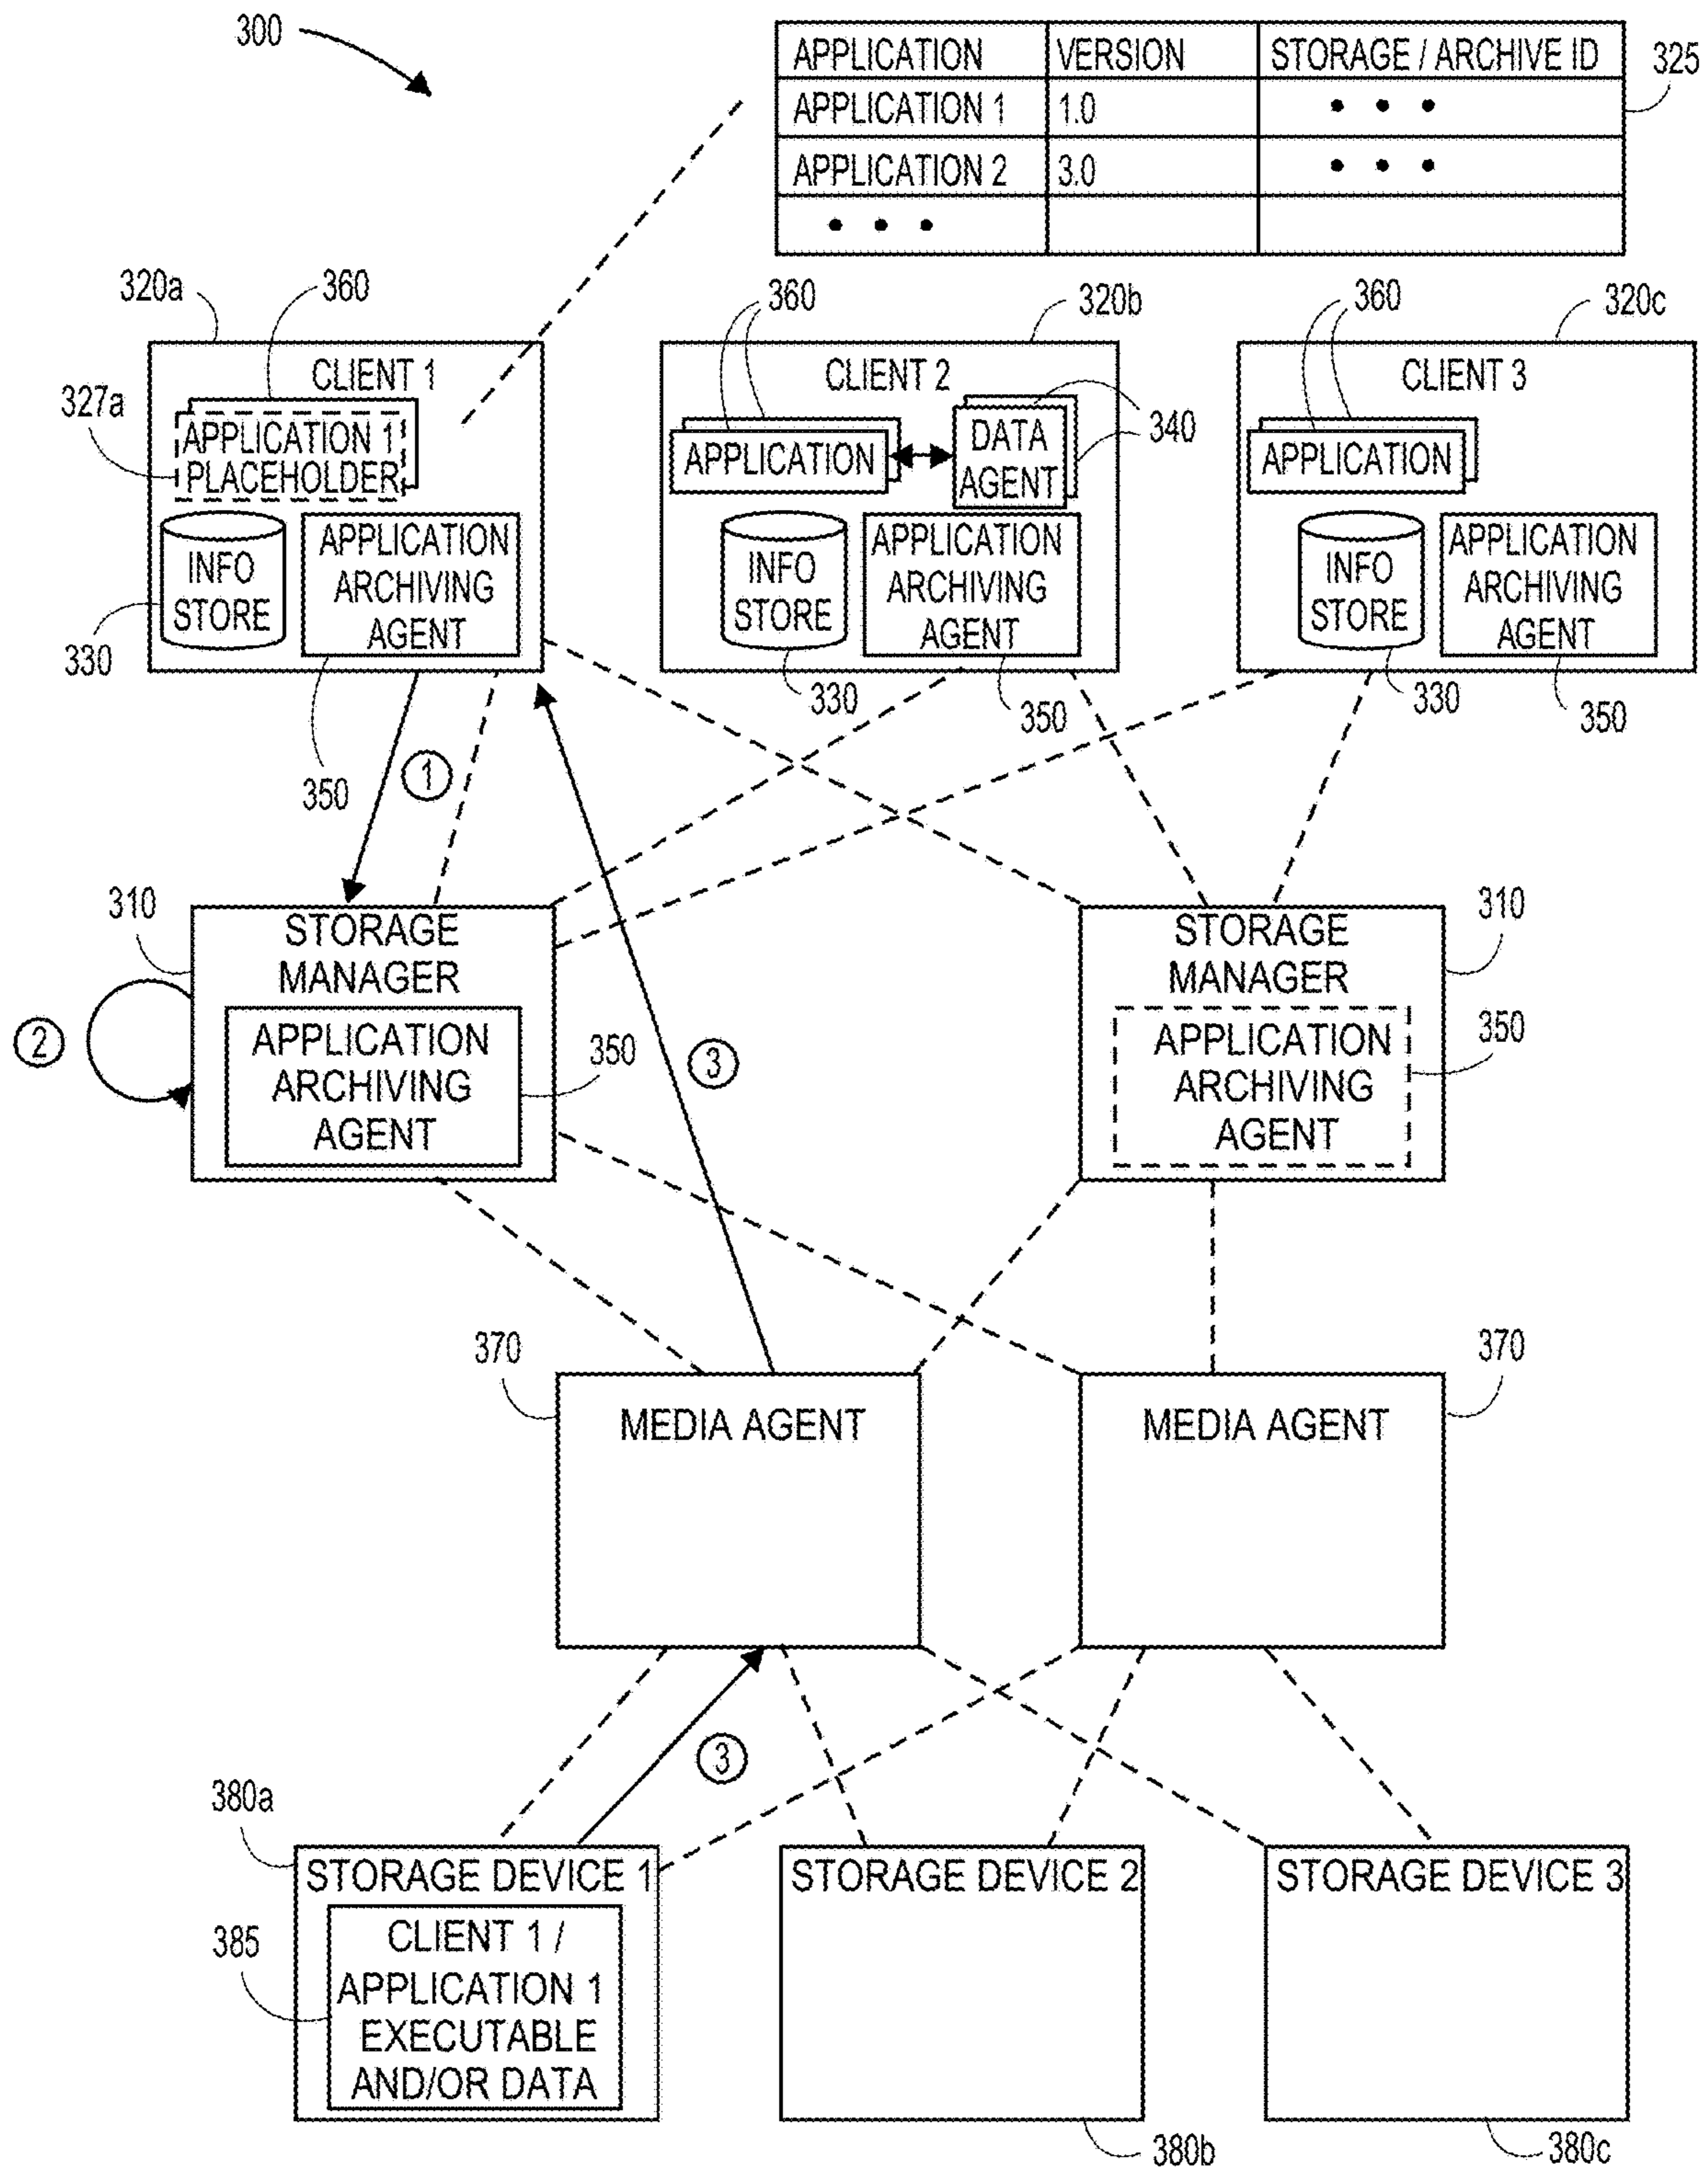 300
APPLICATION VERSION STORAGE / ARCHIVE ID
325
APPLICATION 1 1.0 • • •
APPLICATION 2 3.0 • • •
• • •
320a
360
360
320b
360
320c
CLIENT 1
327a
APPLICATION 1
PLACEHOLDER
INFO
STORE
APPLICATION
ARCHIVING
AGENT
330
350
CLIENT 2
APPLICATION
DATA
AGENT
340
INFO
STORE
APPLICATION
ARCHIVING
AGENT
330
350
CLIENT 3
APPLICATION
INFO
STORE
APPLICATION
ARCHIVING
AGENT
330
350
1
310
STORAGE
MANAGER
APPLICATION
ARCHIVING
AGENT
350
2
3
STORAGE
MANAGER
310
APPLICATION
ARCHIVING
AGENT
350
370
MEDIA AGENT
MEDIA AGENT
370
3
380a
STORAGE DEVICE 1
385
CLIENT 1 /
APPLICATION 1
EXECUTABLE
AND/OR DATA
STORAGE DEVICE 2
380b
STORAGE DEVICE 3
380c